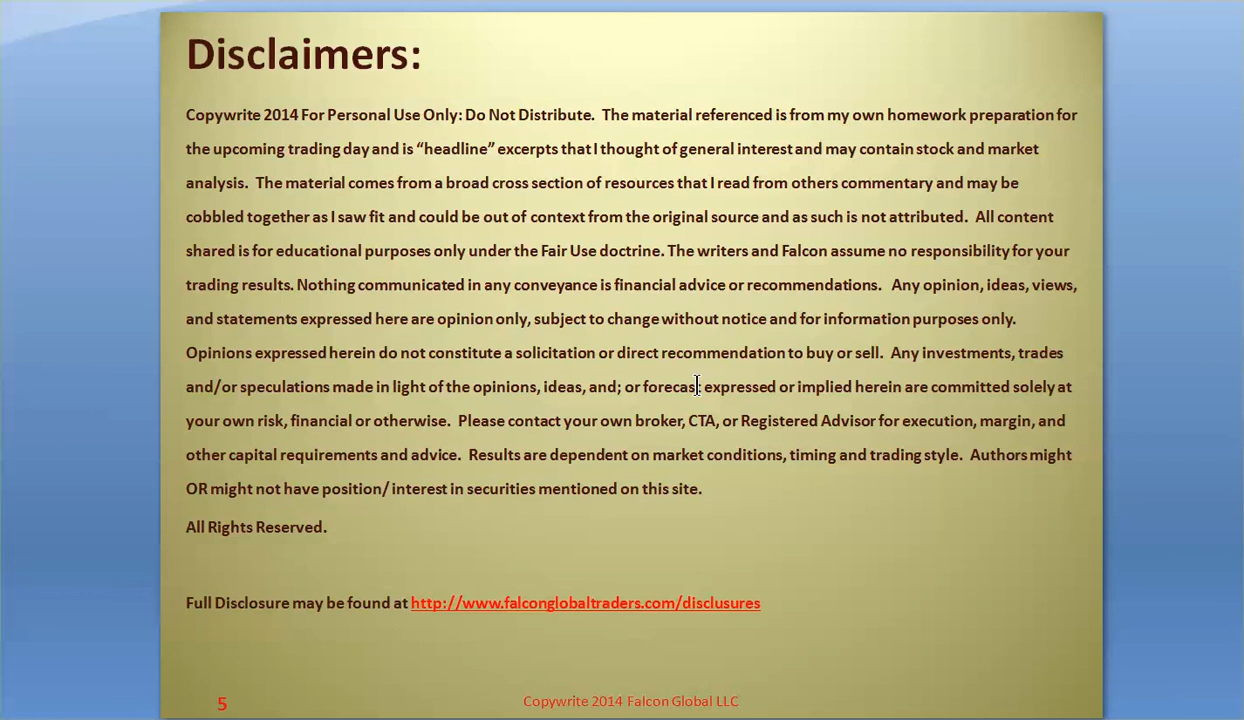 Disclaimers:
Copywrite 2014 For Personal Use Only: Do Not Distribute.  The material referenced is from my own homework preparation for
the upcoming trading day and is “headline” excerpts that I thought of general interest and may contain stock and market
analysis.  The material comes from a broad cross section of resources that I read from others commentary and may be
cobbled together as I saw fit and could be out of context from the original source and as such is not attributed.  All content
shared is for educational purposes only under the Fair Use doctrine. The writers and Falcon assume no responsibility for your
trading results. Nothing communicated in any conveyance is financial advice or recommendations.   Any opinion, ideas, views,
and statements expressed here are opinion only, subject to change without notice and for information purposes only.
Opinions expressed herein do not constitute a solicitation or direct recommendation to buy or sell.  Any investments, trades
and/or speculations made in light of the opinions, ideas, and; or forecast expressed or implied herein are committed solely at
your own risk, financial or otherwise.  Please contact your own broker, CTA, or Registered Advisor for execution, margin, and
other capital requirements and advice.  Results are dependent on market conditions, timing and trading style.  Authors might
OR might not have position/ interest in securities mentioned on this site.
All Rights Reserved.
Full Disclosure may be found at http://www.falconglobaltraders.com/disclusures
5
Copywrite 2014 Falcon Global LLC